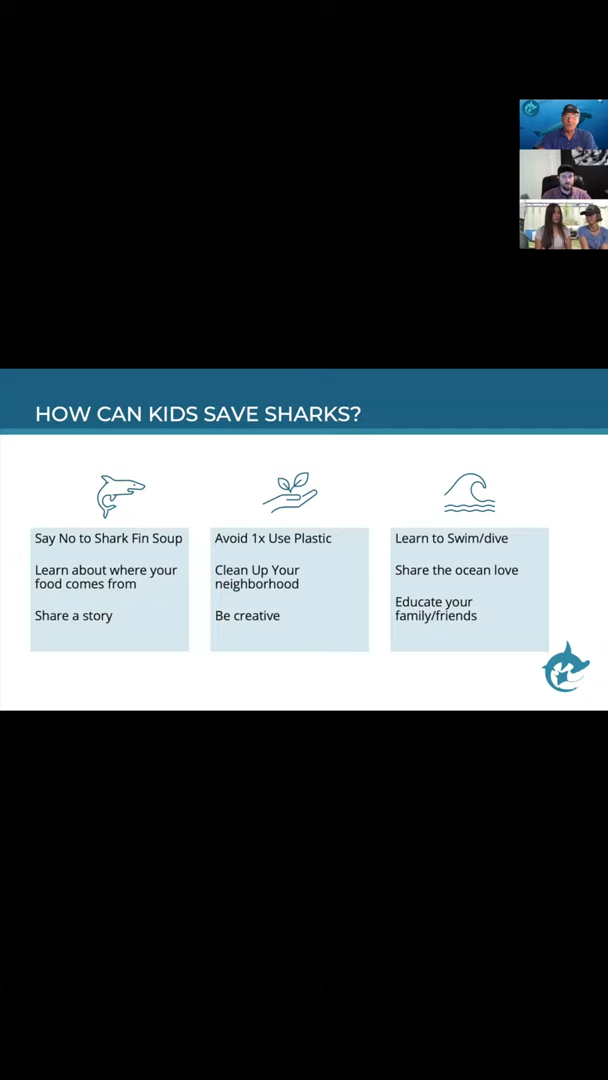 HOW CAN KIDS SAVE SHARKS?
Say No to Shark Fin Soup
Learn about where your
food comes from
Share a story
Avoid 1x Use Plastic
Clean Up Your
neighborhood
Be creative
Learn to Swim/dive
Share the ocean love
Educate your
family/friends